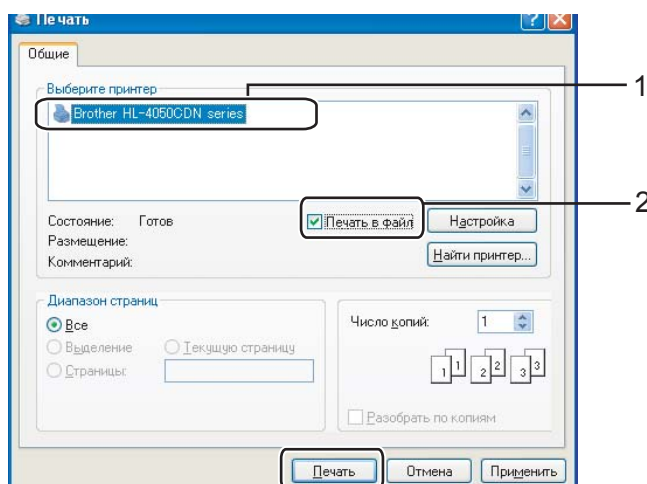 Печать
Общие
Выберите принтер
1
Brother HL-4050CDN series
2
Состояние: Готов
Печать в файл
Настройка
Размещение:
Комментарий:
Найти принтер...
Диапазон страниц
Все
Число копий: 1
Выделение
Текущую страницу
Страницы:
1 1 2 2 3 3
Разобрать по копиям
Печать
Отмена
Применить